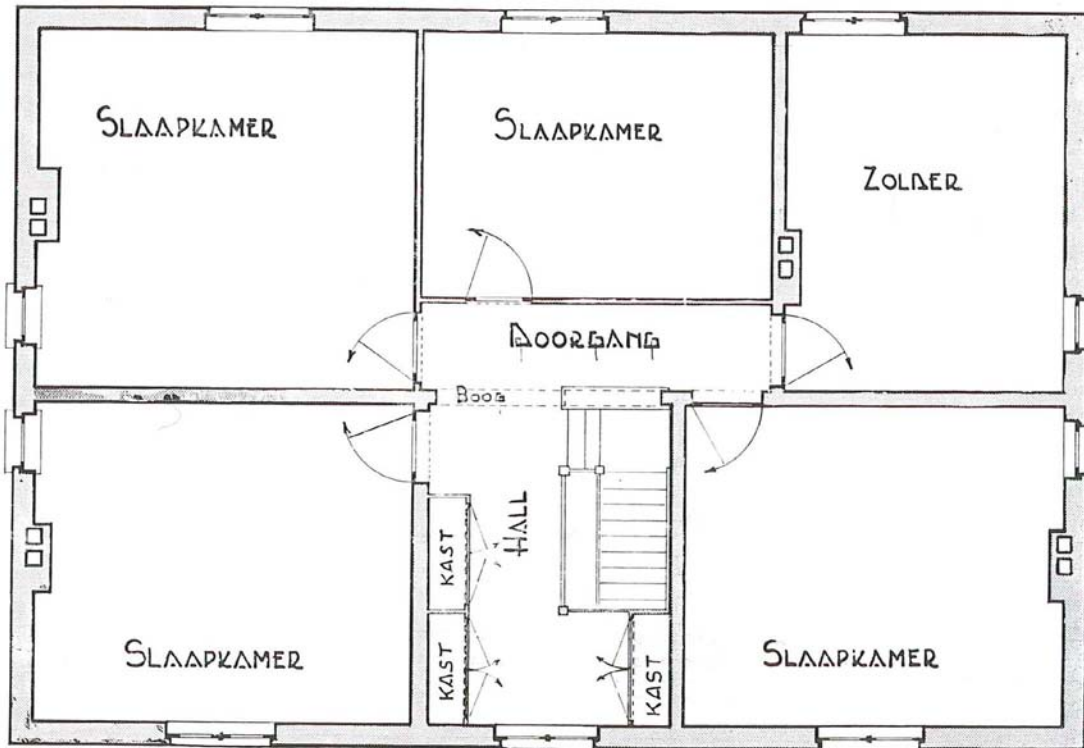 SLAAPKAMER
SLAAPKAMER
ZOLDER
DOORGANG
BOOG
HALL
KAST
KAST
KAST
SLAAPKAMER
SLAAPKAMER